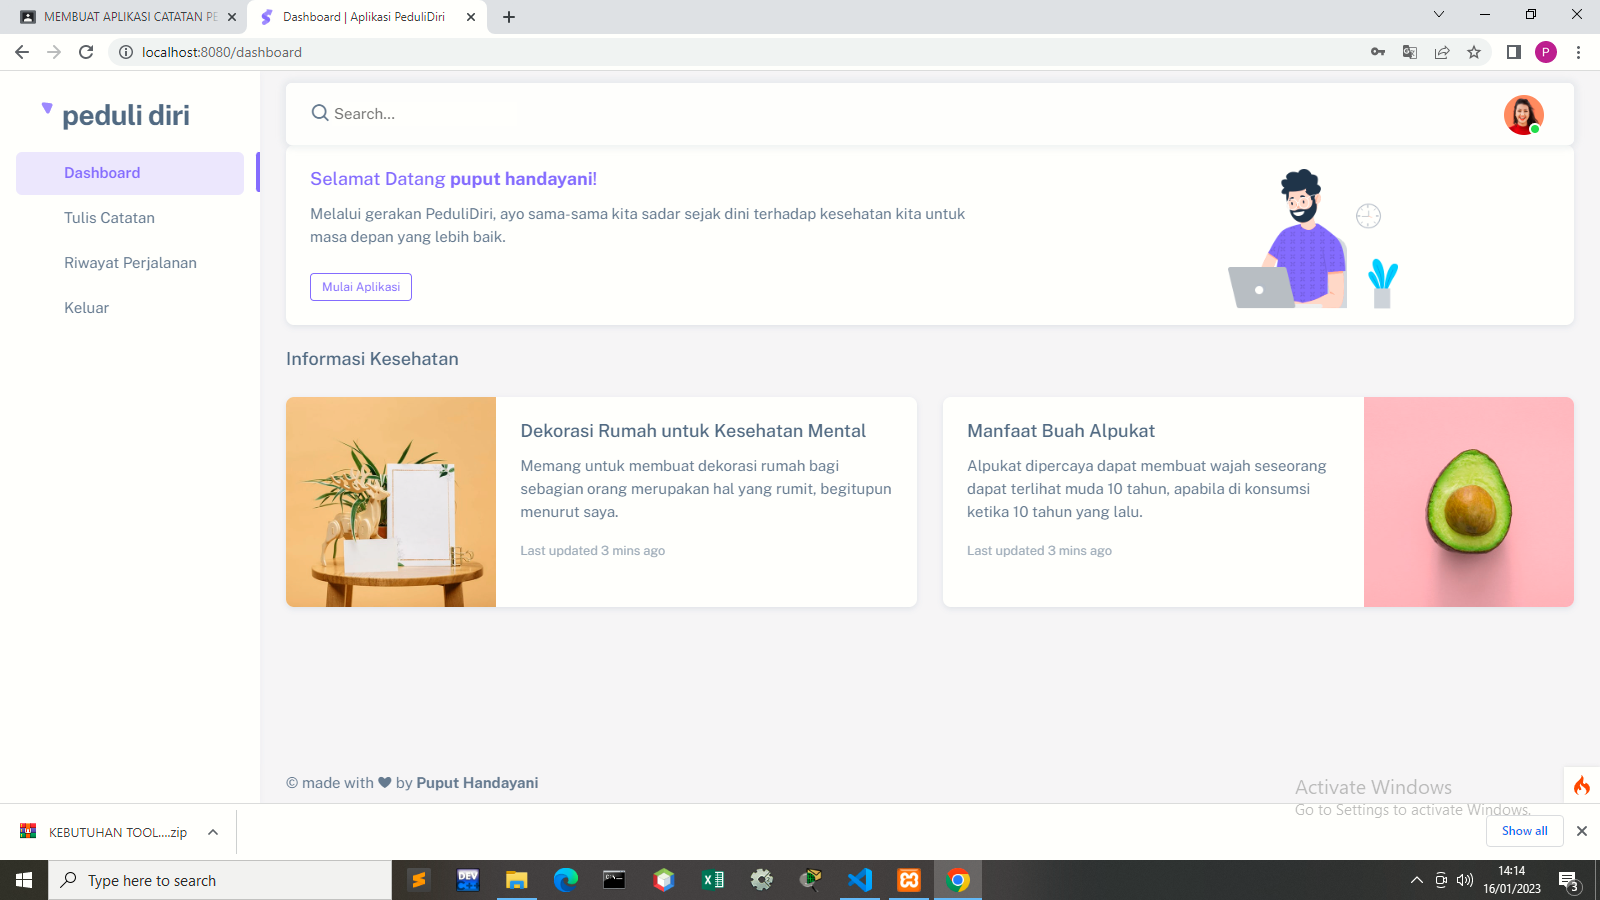 MEMBUAT APLIKASI CATATAN PE
Dashboard | Aplikasi PeduliDiri
localhost:8080/dashboard
P
peduli diri
Dashboard
Tulis Catatan
Riwayat Perjalanan
Keluar
Search...
Selamat Datang puput handayani!
Melalui gerakan PeduliDiri, ayo sama-sama kita sadar sejak dini terhadap kesehatan kita untuk
masa depan yang lebih baik.
Mulai Aplikasi
Informasi Kesehatan
Dekorasi Rumah untuk Kesehatan Mental
Memang untuk membuat dekorasi rumah bagi
sebagian orang merupakan hal yang rumit, begitupun
menurut saya.
Last updated 3 mins ago
Manfaat Buah Alpukat
Alpukat dipercaya dapat membuat wajah seseorang
dapat terlihat muda 10 tahun, apabila di konsumsi
ketika 10 tahun yang lalu.
Last updated 3 mins ago
© made with ❤ by Puput Handayani
Activate Windows
Go to Settings to activate Windows.
KEBUTUHAN TOOL....zip
Show all
Type here to search
DEV
14:14
16/01/2023
3